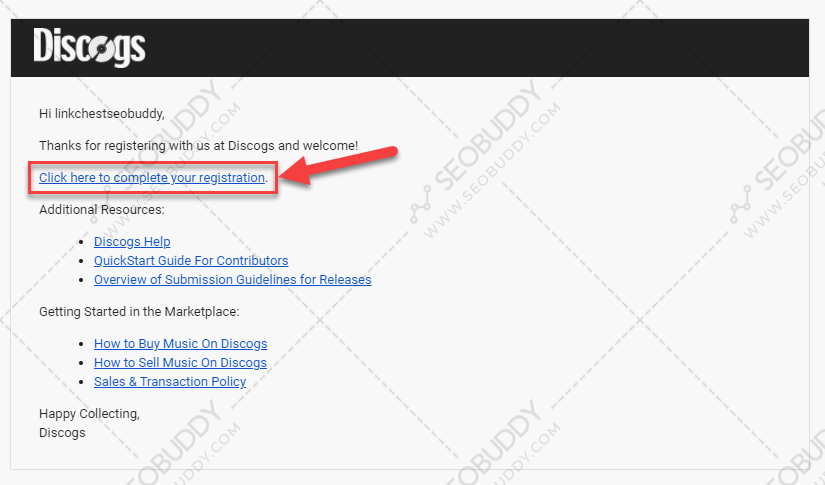 Discogs
Hi linkchestseobuddy,
Thanks for registering with us at Discogs and welcome!
Click here to complete your registration.
Additional Resources:
Discogs Help
QuickStart Guide For Contributors
Overview of Submission Guidelines for Releases
Getting Started in the Marketplace:
How to Buy Music On Discogs
How to Sell Music On Discogs
Sales & Transaction Policy
Happy Collecting,
Discogs
SEOBUDDY
WWW.SEOBUDDY.COM